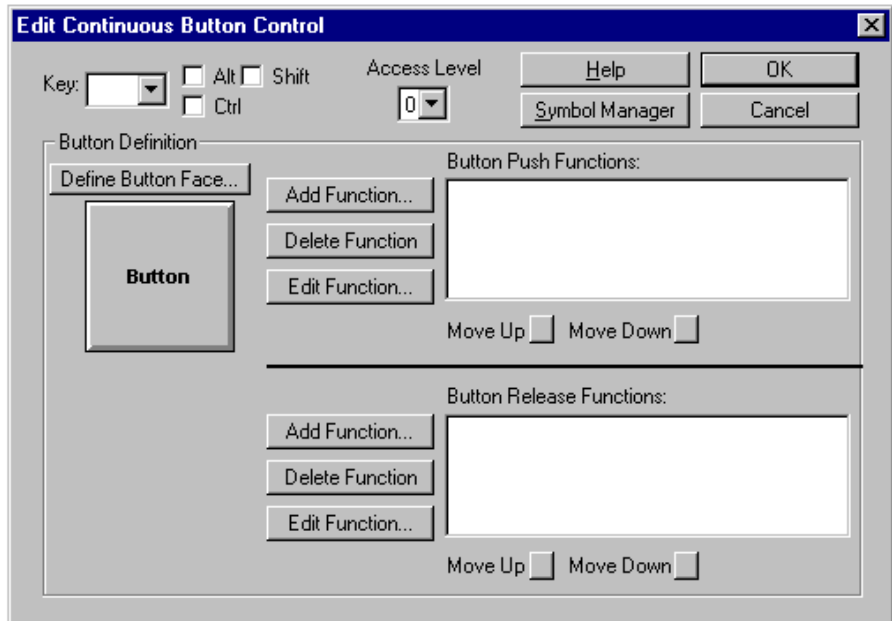 Edit Continuous Button Control
Key:
Alt
Shift
Ctrl
Access Level
0
Help
OK
Symbol Manager
Cancel
Button Definition
Define Button Face...
Button
Button Push Functions:
Add Function...
Delete Function
Edit Function...
Move Up
Move Down
Button Release Functions:
Add Function...
Delete Function
Edit Function...
Move Up
Move Down